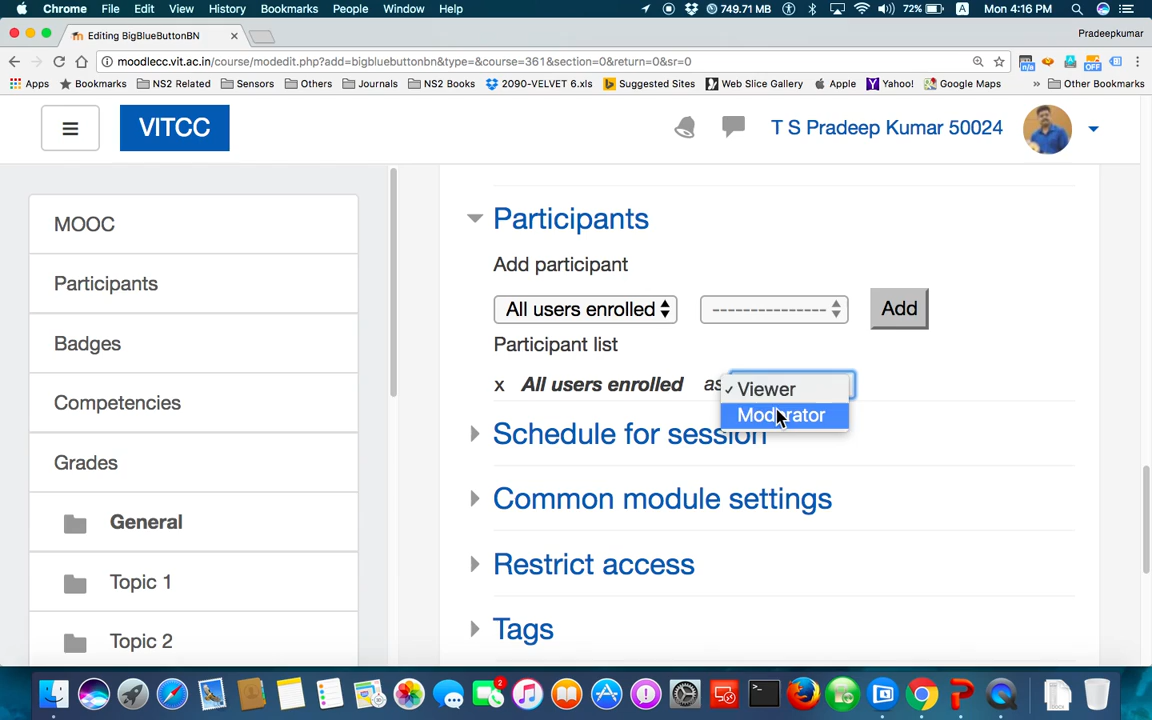 Chrome File Edit View History Bookmarks People Window Help 749.71 MB 72% A Mon 4:16 PM
Editing BigBlueButtonBN Pradeepkumar
moodlecc.vit.ac.in/course/modedit.php?add=bigbluebuttonbn&type=&course=361&section=0&return=0&sr=0
Apps Bookmarks NS2 Related Sensors Others Journals NS2 Books 2090-VELVET 6.xls Suggested Sites Web Slice Gallery Apple Yahoo! Google Maps » Other Bookmarks
VITCC T S Pradeep Kumar 50024
MOOC
Participants
Badges
Competencies
Grades
General
Topic 1
Topic 2
Participants
Add participant
All users enrolled --------------- Add
Participant list
x All users enrolled as ✓ Viewer
Moderator
Schedule for session
Common module settings
Restrict access
Tags
2